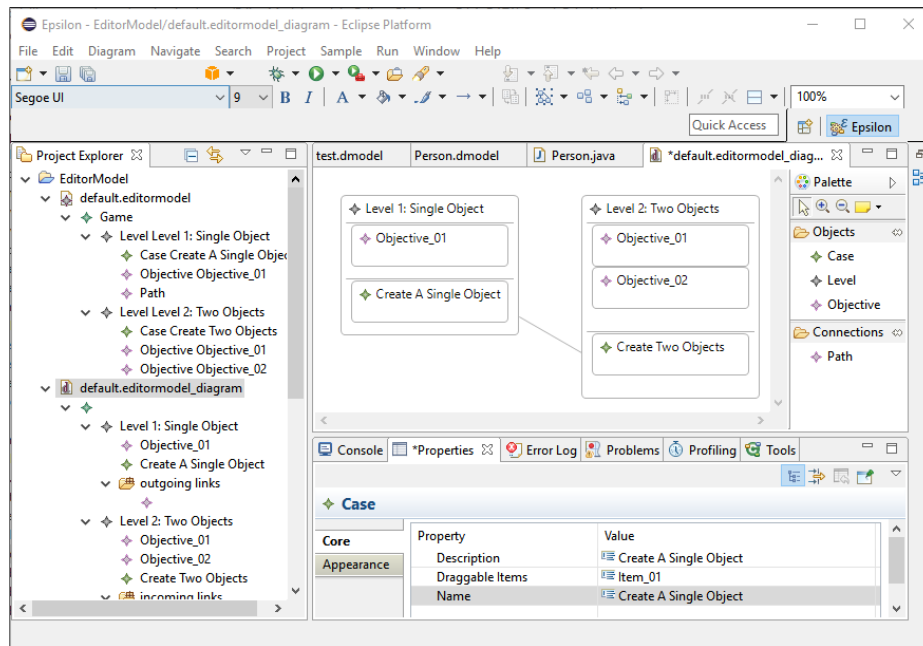 Epsilon - EditorModel/default.editormodel_diagram - Eclipse Platform
File Edit Diagram Navigate Search Project Sample Run Window Help
Segoe UI 9 B I A 100%
Quick Access Epsilon
Project Explorer
EditorModel
default.editormodel
Game
Level Level 1: Single Object
Case Create A Single Objec
Objective Objective_01
Path
Level Level 2: Two Objects
Case Create Two Objects
Objective Objective_01
Objective Objective_02
default.editormodel_diagram
Level 1: Single Object
Objective_01
Create A Single Object
outgoing links
Level 2: Two Objects
Objective_01
Objective_02
Create Two Objects
incoming links
test.dmodel Person.dmodel Person.java *default.editormodel_diag...
Level 1: Single Object
Objective_01
Create A Single Object
Level 2: Two Objects
Objective_01
Objective_02
Create Two Objects
Palette
Objects
Case
Level
Objective
Connections
Path
Console *Properties Error Log Problems Profiling Tools
Case
Core
Appearance
Property Value
Description Create A Single Object
Draggable Items Item_01
Name Create A Single Object